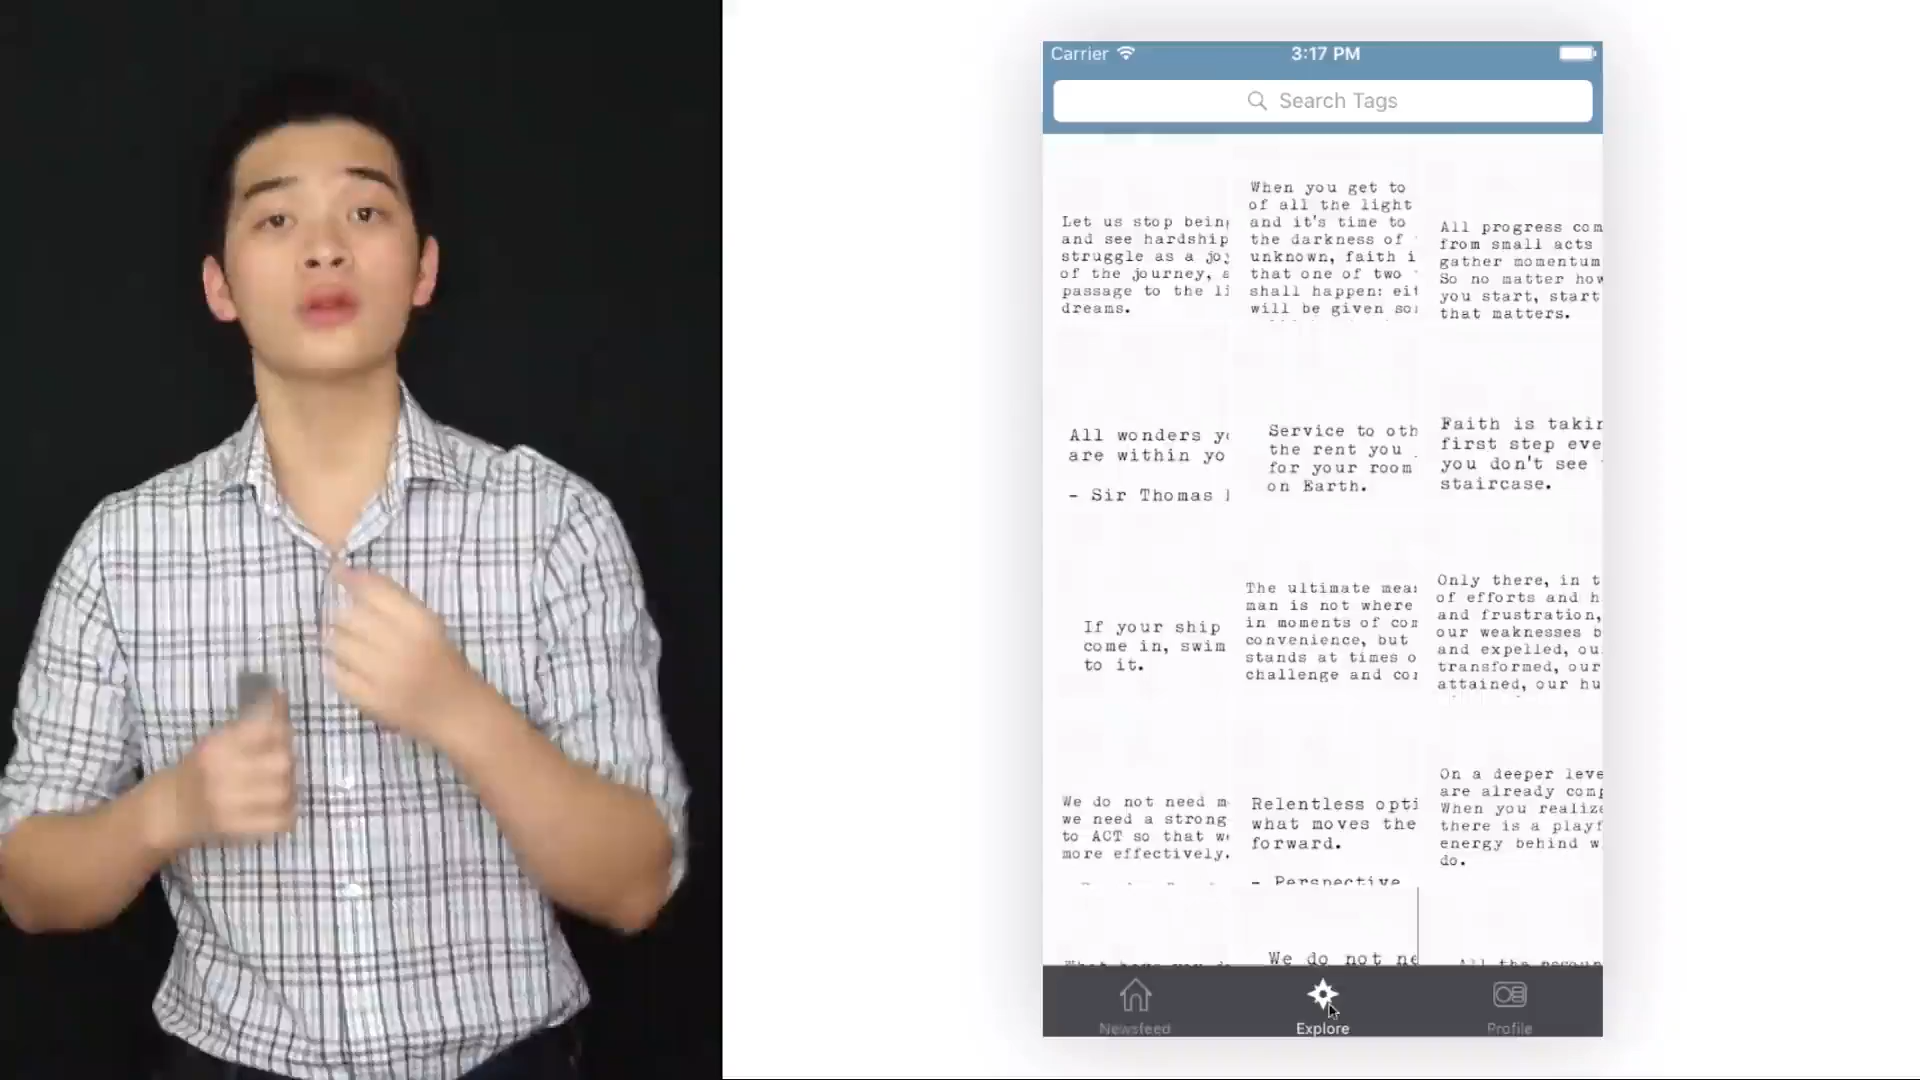 Carrier
3:17 PM
Search Tags
Let us stop bein
and see hardship
struggle as a jo
of the journey,
passage to the li
dreams.
When you get to
of all the light
and it's time to
the darkness of
unknown, faith i
that one of two
shall happen: eit
will be given so
All progress com
from small acts
gather momentum
So no matter how
you start, start
that matters.
All wonders y
are within yo
- Sir Thomas
Service to oth
the rent you
for your room
on Earth.
Faith is takin
first step eve
you don't see
staircase.
If your ship
come in, swim
to it.
The ultimate mea
man is not where
in moments of com
convenience, but
stands at times o
challenge and co
Only there, in t
of efforts and h
and frustration,
our weaknesses b
and expelled, ou
transformed, our
attained, our hu
We do not need m
we need a strong
to ACT so that w
more effectively.
Relentless opti
what moves the
forward.
- Perspective
On a deeper leve
are already comp
When you realize
there is a playf
energy behind w
do.
We do not ne
Newsfeed
Explore
Profile